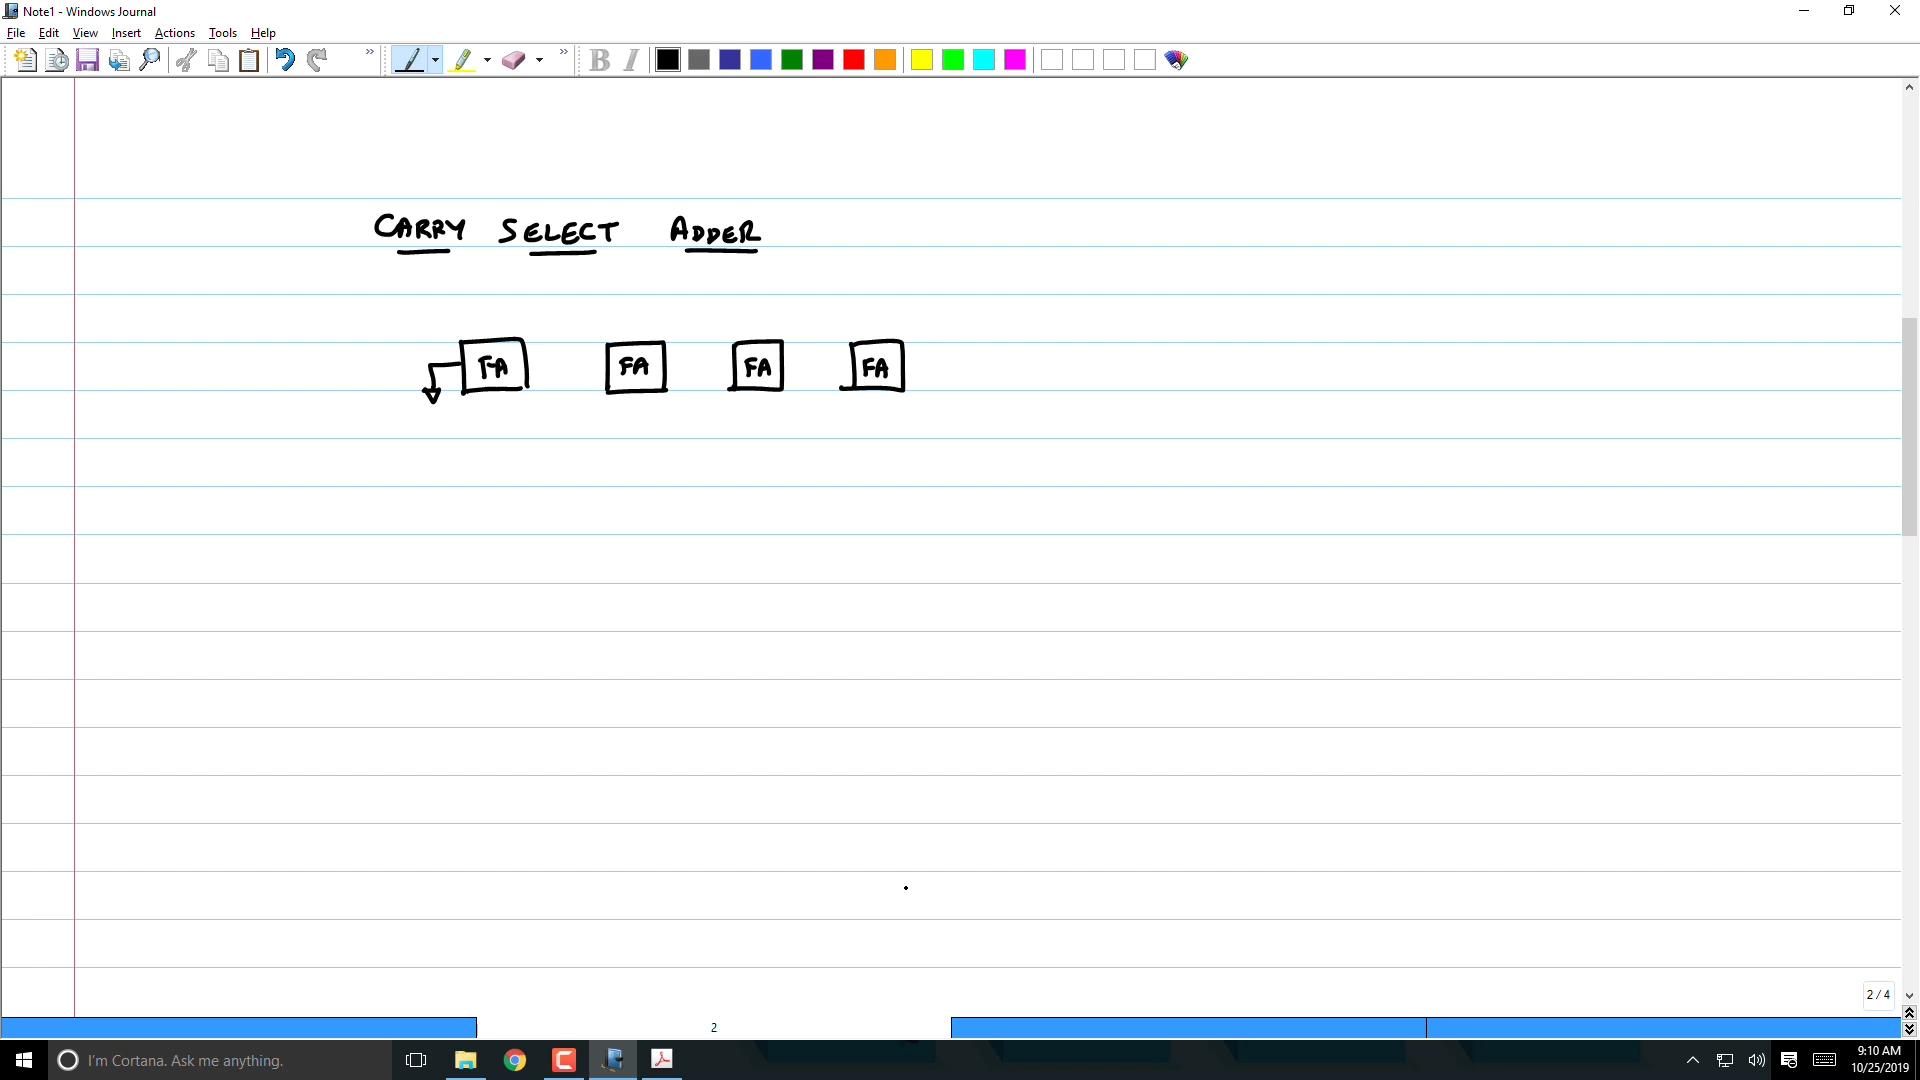 Note1 - Windows Journal
File Edit View Insert Actions Tools Help
B I
CARRY SELECT ADDER
FA FA FA FA
2 / 4
2
I'm Cortana. Ask me anything.
9:10 AM
10/25/2019